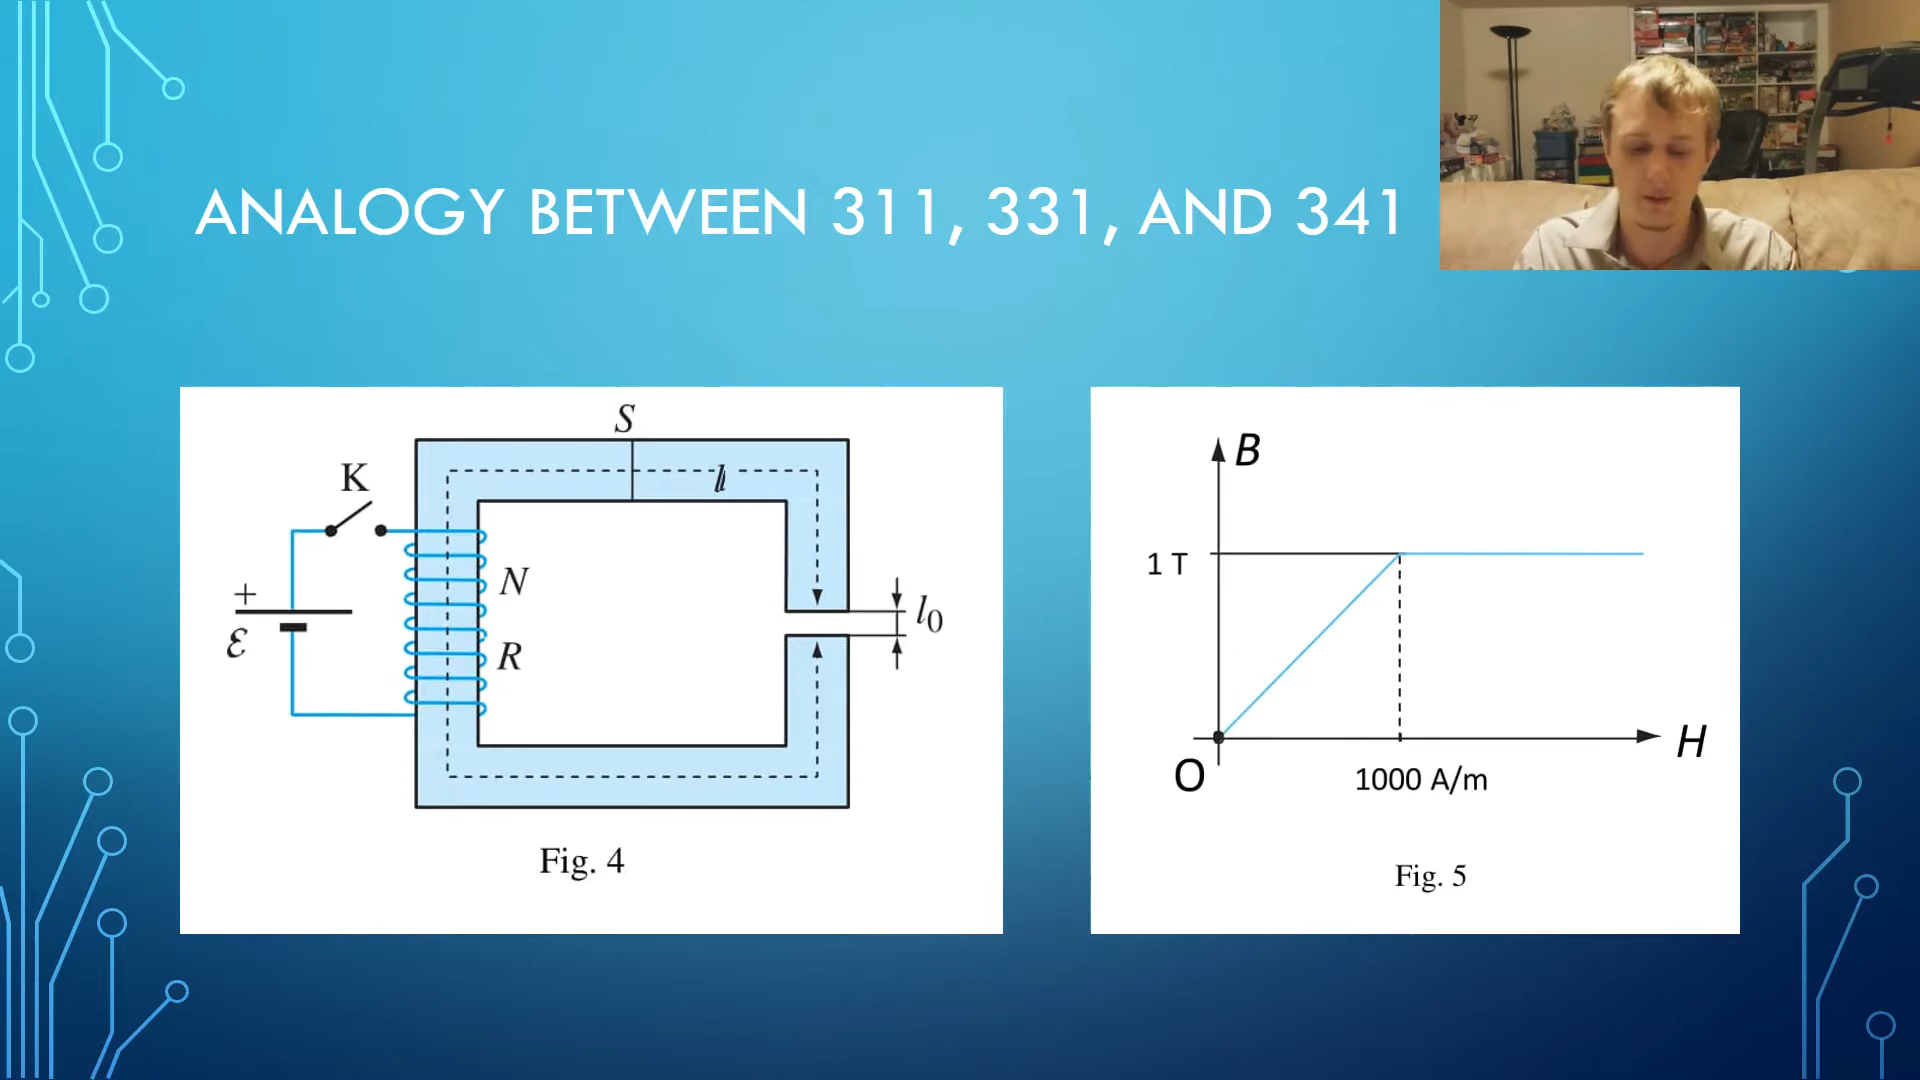 ANALOGY BETWEEN 311, 331, AND 341
S
l
K
N
+
ℰ
l0
R
Fig. 4
B
1 T
H
O
1000 A/m
Fig. 5